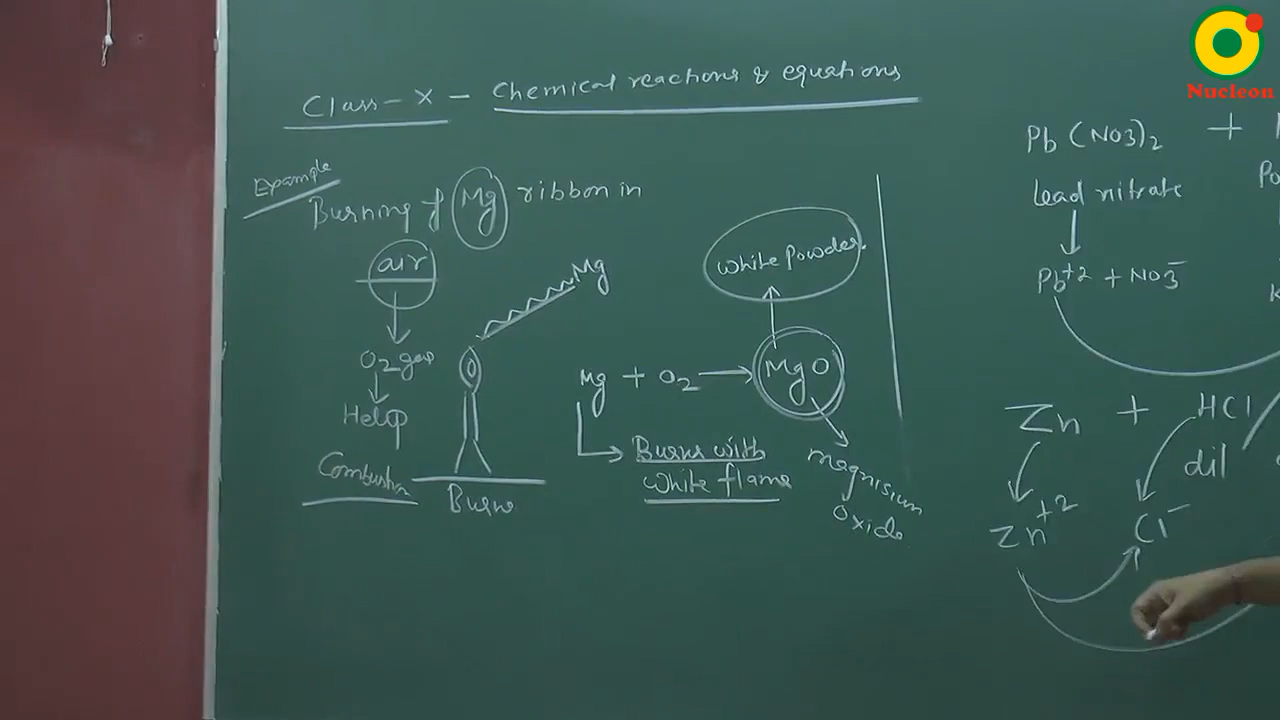 Nucleon
Class - X - Chemical reactions & equations
Example
Burning of Mg ribbon in
air
O2 gas
Help
Combustion
Mg
Burns
Mg + O2 → MgO
White Powder
Burns with
white flame
Magnisium
Oxide
Pb (NO3)2 +
Lead nitrate
Pb+2 + NO3-
Zn + HCl
dil
Zn+2 Cl-